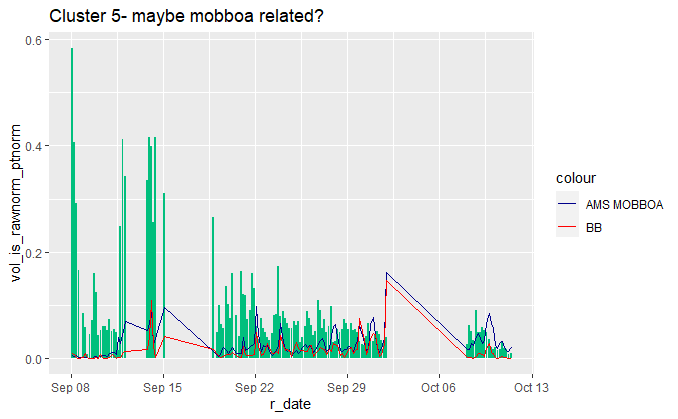 Cluster 5- maybe mobboa related?
0.6
0.4
0.2
0.0
vol_is_rawnorm_ptnorm
Sep 08 Sep 15 Sep 22 Sep 29 Oct 06 Oct 13
r_date
colour
AMS MOBBOA
BB